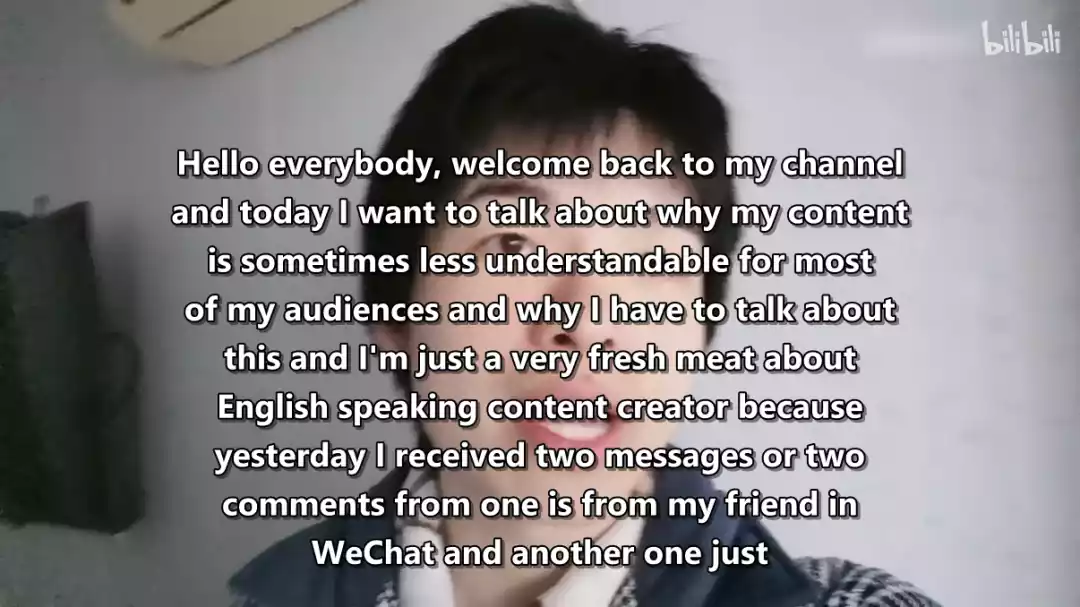 bilibili
Hello everybody, welcome back to my channel
and today I want to talk about why my content
is sometimes less understandable for most
of my audiences and why I have to talk about
this and I'm just a very fresh meat about
English speaking content creator because
yesterday I received two messages or two
comments from one is from my friend in
WeChat and another one just